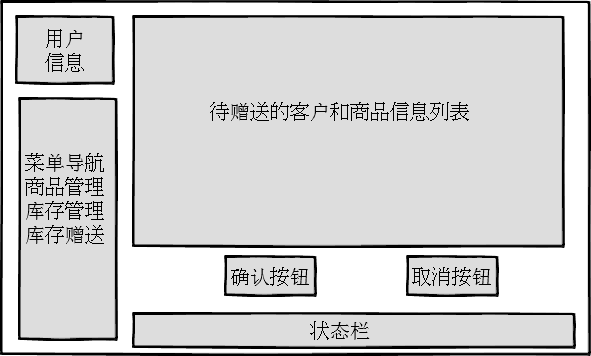 用户
信息
菜单导航
商品管理
库存管理
库存赠送
待赠送的客户和商品信息列表
确认按钮
取消按钮
状态栏